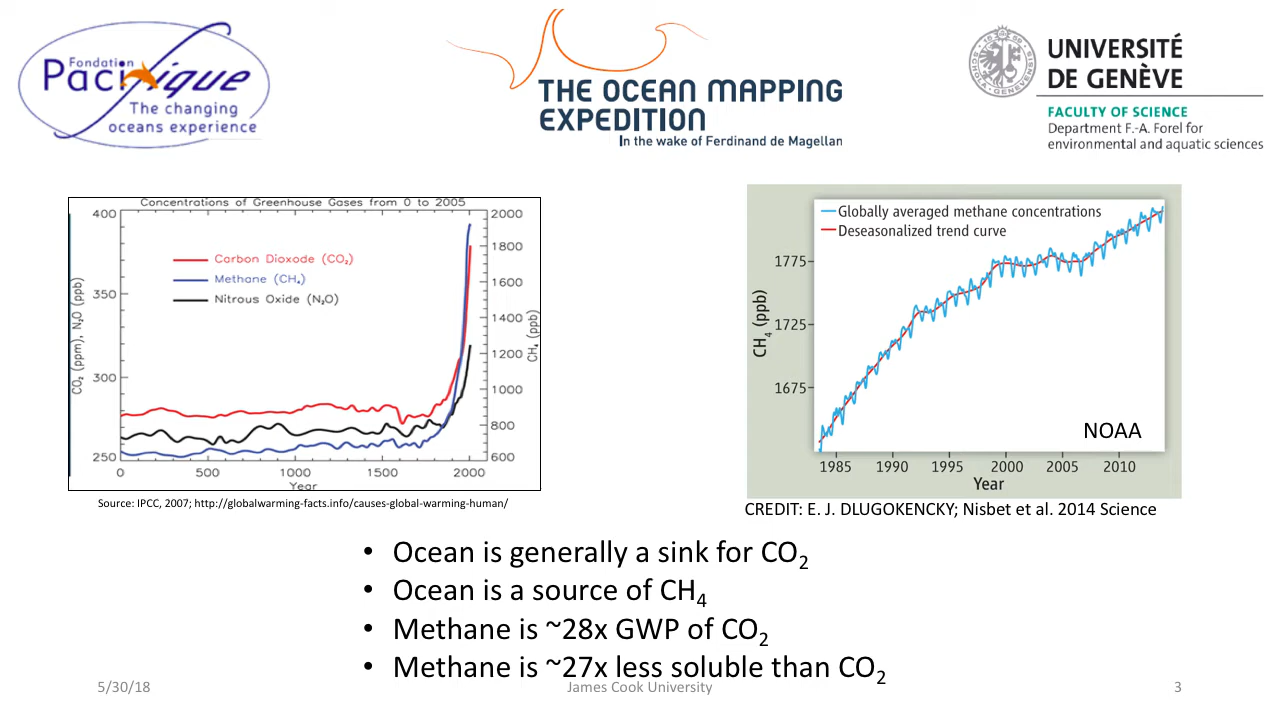 Fondation
Pacifique
The changing
oceans experience
THE OCEAN MAPPING
EXPEDITION
In the wake of Ferdinand de Magellan
UNIVERSITÉ
DE GENÈVE
FACULTY OF SCIENCE
Department F.-A. Forel for
environmental and aquatic sciences
Concentrations of Greenhouse Gases from 0 to 2005
400
350
300
250
CO₂ (ppm), N₂O (ppb)
Carbon Dioxode (CO₂)
Methane (CH₄)
Nitrous Oxide (N₂O)
2000
1800
1600
1400
1200
1000
800
600
CH₄ (ppb)
0 500 1000 1500 2000
Year
Source: IPCC, 2007; http://globalwarming-facts.info/causes-global-warming-human/
Globally averaged methane concentrations
Deseasonalized trend curve
1775
1725
1675
CH₄ (ppb)
NOAA
1985 1990 1995 2000 2005 2010
Year
CREDIT: E. J. DLUGOKENCKY; Nisbet et al. 2014 Science
• Ocean is generally a sink for CO₂
• Ocean is a source of CH₄
• Methane is ~28x GWP of CO₂
• Methane is ~27x less soluble than CO₂
5/30/18 James Cook University 3